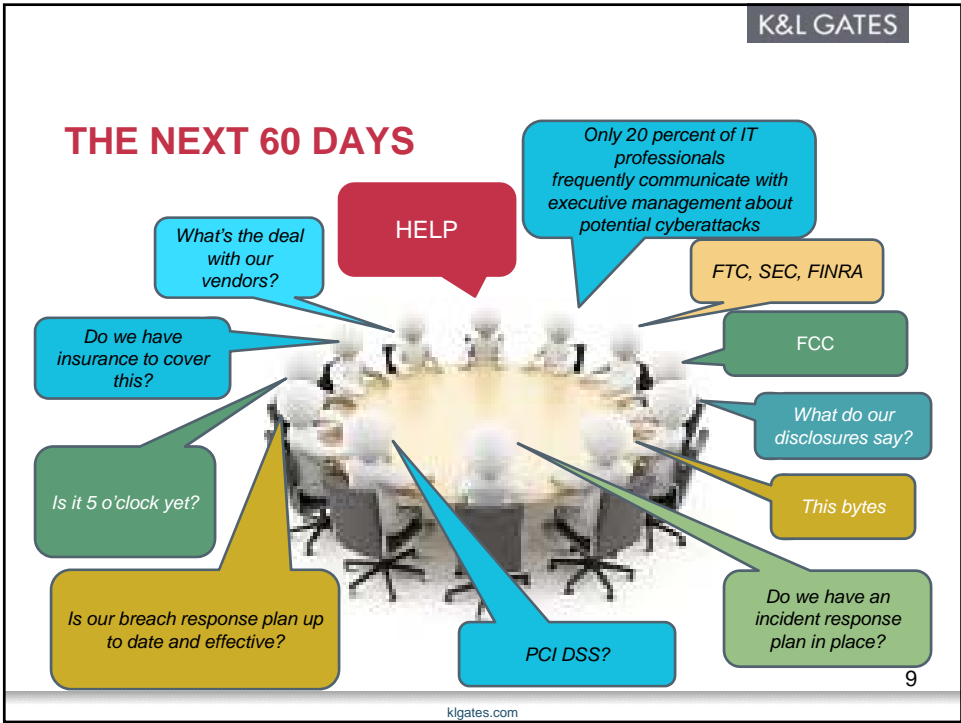 K&L GATES
THE NEXT 60 DAYS
Only 20 percent of IT
professionals
frequently communicate with
executive management about
potential cyberattacks
HELP
What's the deal
with our
vendors?
FTC, SEC, FINRA
Do we have
insurance to cover
this?
FCC
What do our
disclosures say?
Is it 5 o'clock yet?
This bytes
Is our breach response plan up
to date and effective?
PCI DSS?
Do we have an
incident response
plan in place?
9
klgates.com